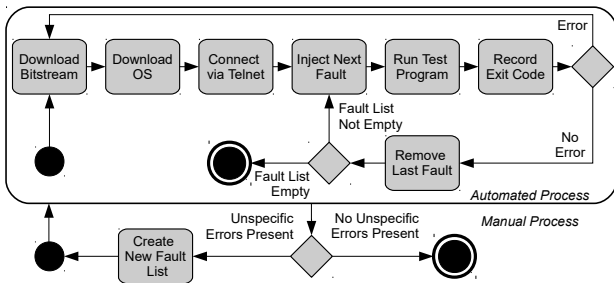 Error
Download
Bitstream
Download
OS
Connect
via Telnet
Inject Next
Fault
Run Test
Program
Record
Exit Code
Fault List
Not Empty
No
Error
Remove
Last Fault
Fault List
Empty
Automated Process
Manual Process
Unspecific
Errors Present
No Unspecific
Errors Present
Create
New Fault
List